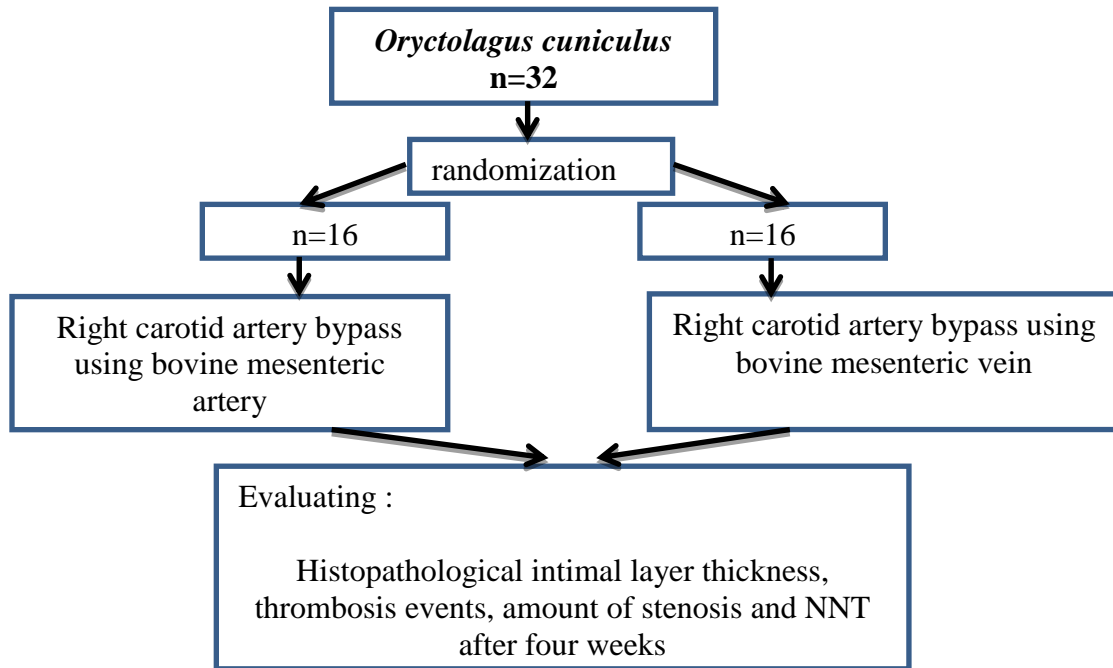 Oryctolagus cuniculus
n=32
randomization
n=16
n=16
Right carotid artery bypass
using bovine mesenteric
artery
Right carotid artery bypass using
bovine mesenteric vein
Evaluating :
Histopathological intimal layer thickness,
thrombosis events, amount of stenosis and NNT
after four weeks